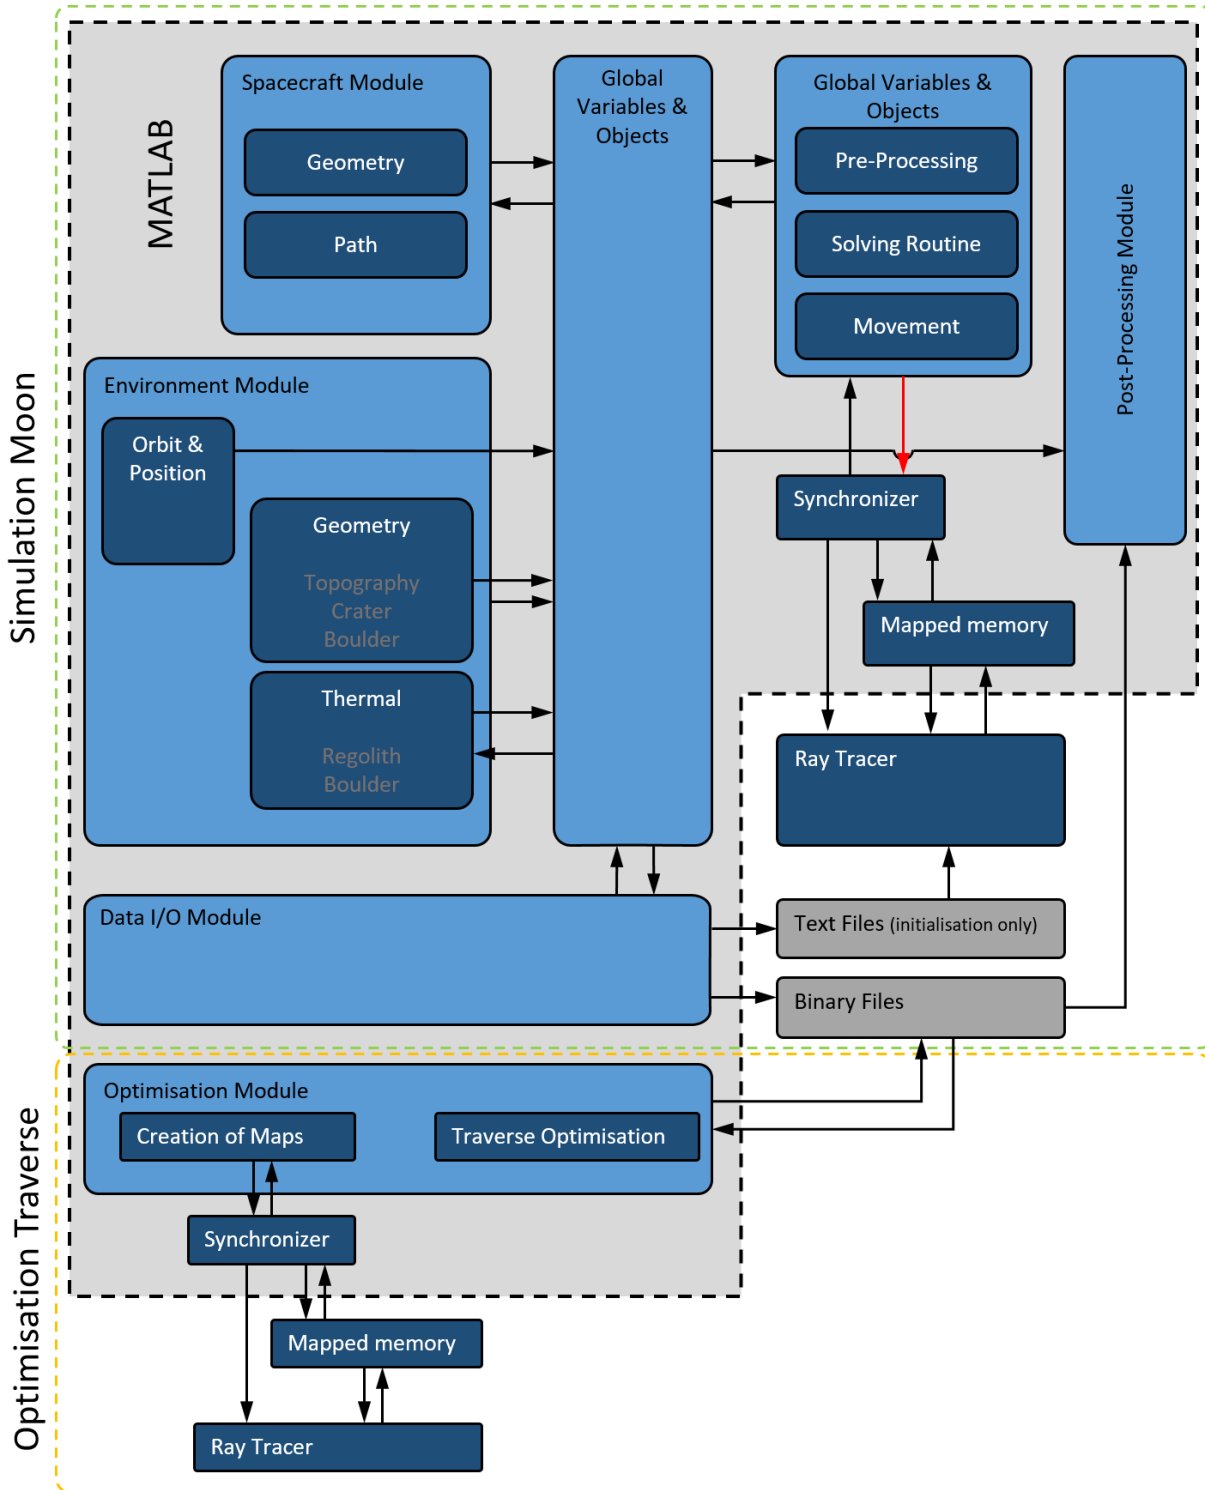 Simulation Moon
MATLAB
Spacecraft Module
Geometry
Path
Global
Variables &
Objects
Global Variables &
Objects
Pre-Processing
Solving Routine
Movement
Post-Processing Module
Environment Module
Orbit &
Position
Geometry
Topography
Crater
Boulder
Thermal
Regolith
Boulder
Synchronizer
Mapped memory
Ray Tracer
Data I/O Module
Text Files (initialisation only)
Binary Files
Optimisation Traverse
Optimisation Module
Creation of Maps
Traverse Optimisation
Synchronizer
Mapped memory
Ray Tracer